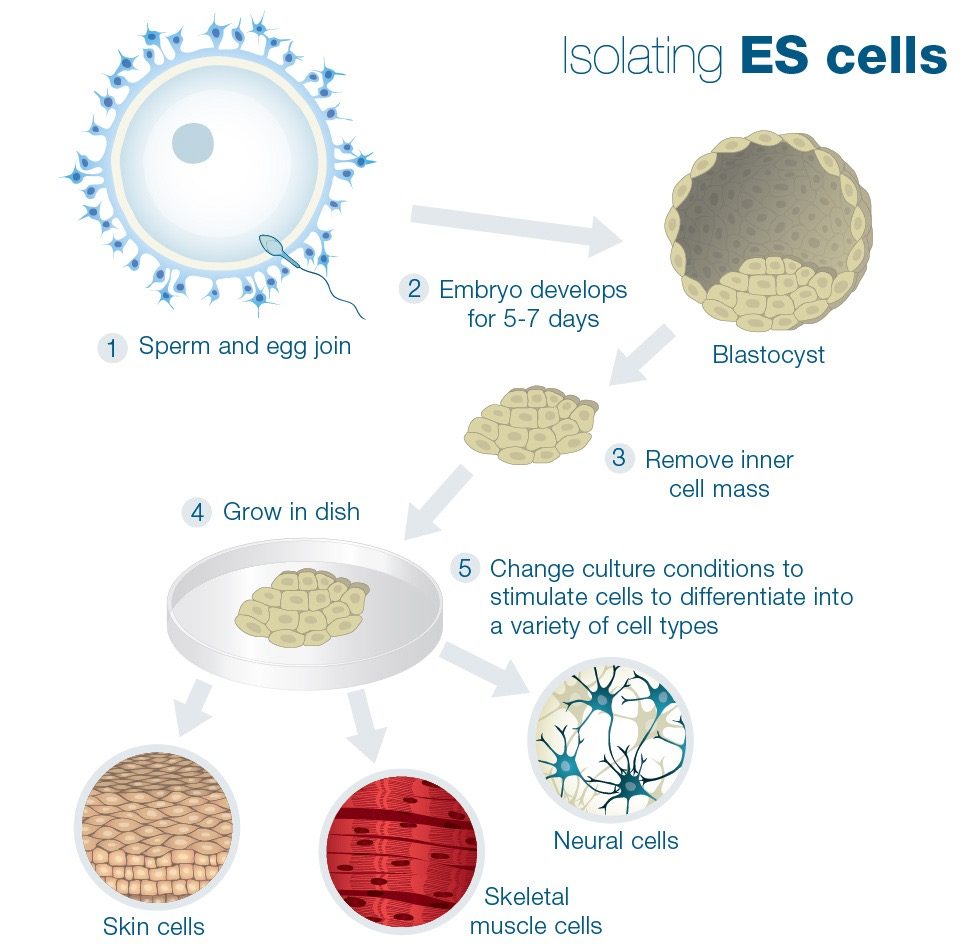 Isolating ES cells
1 Sperm and egg join
2 Embryo develops
for 5-7 days
Blastocyst
3 Remove inner
cell mass
4 Grow in dish
5 Change culture conditions to
stimulate cells to differentiate into
a variety of cell types
Neural cells
Skeletal
muscle cells
Skin cells